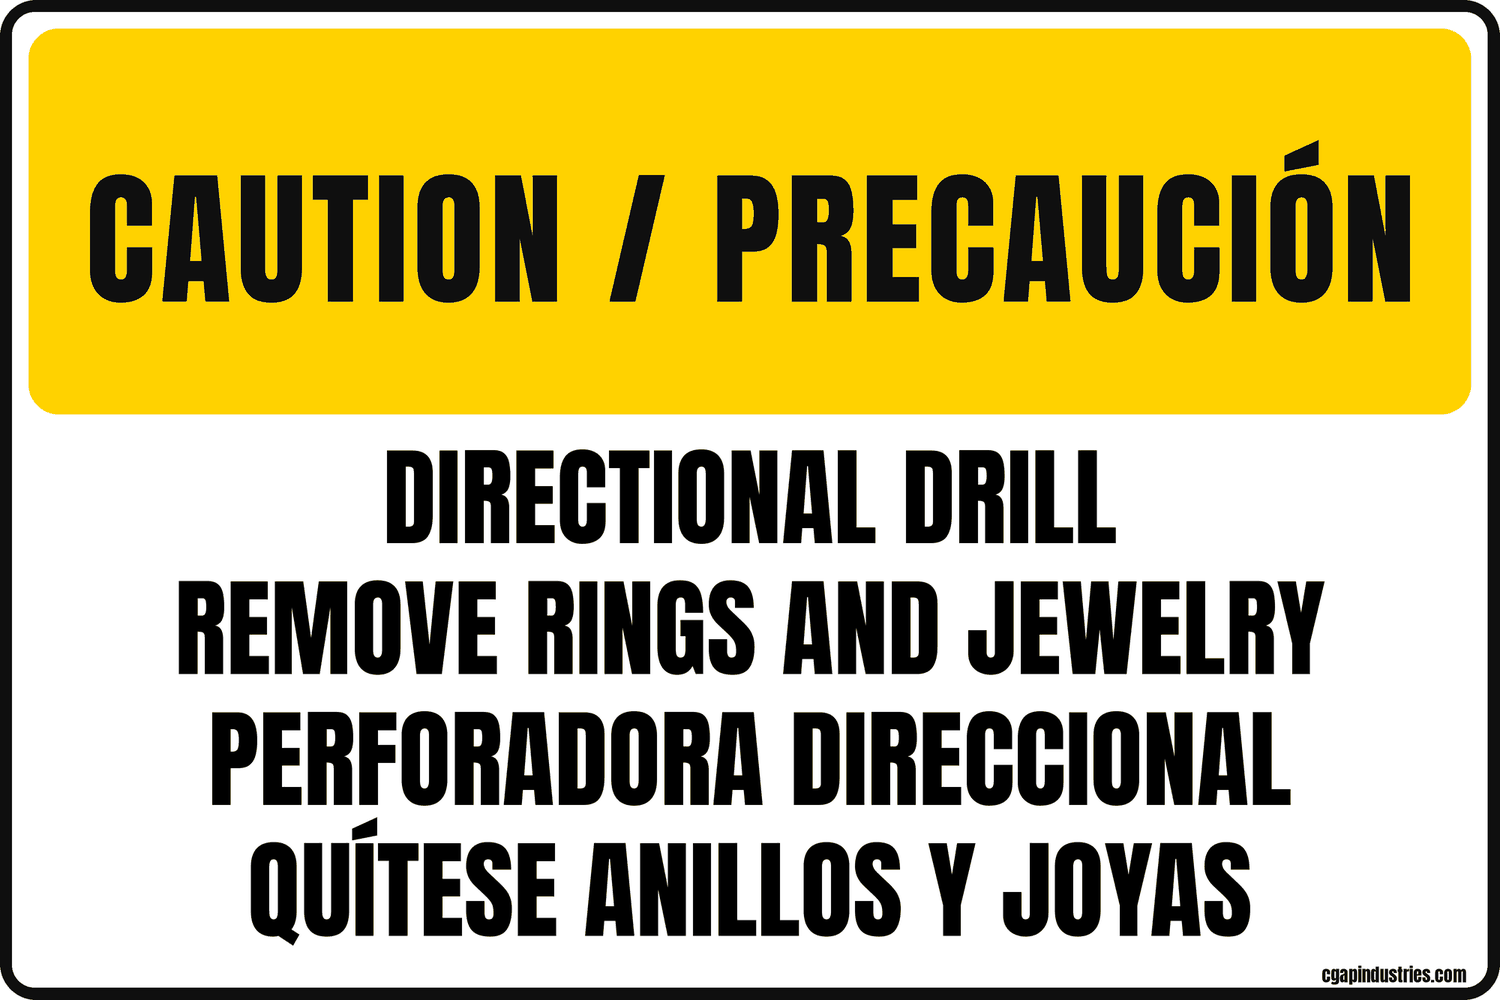 CAUTION / PRECAUCIÓN
DIRECTIONAL DRILL
REMOVE RINGS AND JEWELRY
PERFORADORA DIRECCIONAL
QUÍTESE ANILLOS Y JOYAS
cgapindustries.com